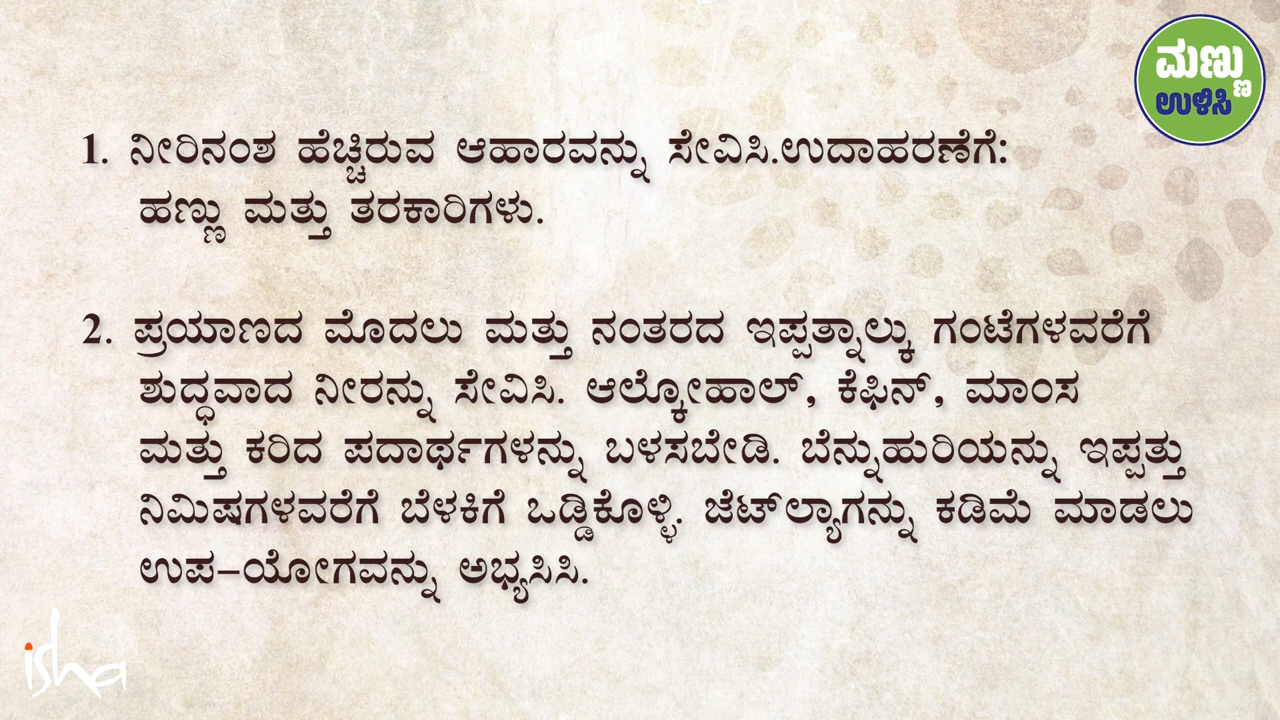 ಮಣ್ಣು
ಉಳಿಸಿ
1. ನೀರಿನಂಶ ಹೆಚ್ಚಿರುವ ಆಹಾರವನ್ನು ಸೇವಿಸಿ.ಉದಾಹರಣೆಗೆ:
ಹಣ್ಣು ಮತ್ತು ತರಕಾರಿಗಳು.
2. ಪ್ರಯಾಣದ ಮೊದಲು ಮತ್ತು ನಂತರದ ಇಪ್ಪತ್ನಾಲ್ಕು ಗಂಟೆಗಳವರೆಗೆ
ಶುದ್ಧವಾದ ನೀರನ್ನು ಸೇವಿಸಿ. ಆಲ್ಕೋಹಾಲ್, ಕೆಫಿನ್, ಮಾಂಸ
ಮತ್ತು ಕರಿದ ಪದಾರ್ಥಗಳನ್ನು ಬಳಸಬೇಡಿ. ಬೆನ್ನುಹುರಿಯನ್ನು ಇಪ್ಪತ್ತು
ನಿಮಿಷಗಳವರೆಗೆ ಬೆಳಕಿಗೆ ಒಡ್ಡಿಕೊಳ್ಳಿ. ಜೆಟ್‌ಲ್ಯಾಗನ್ನು ಕಡಿಮೆ ಮಾಡಲು
ಉಪ–ಯೋಗವನ್ನು ಅಭ್ಯಸಿಸಿ.
isha